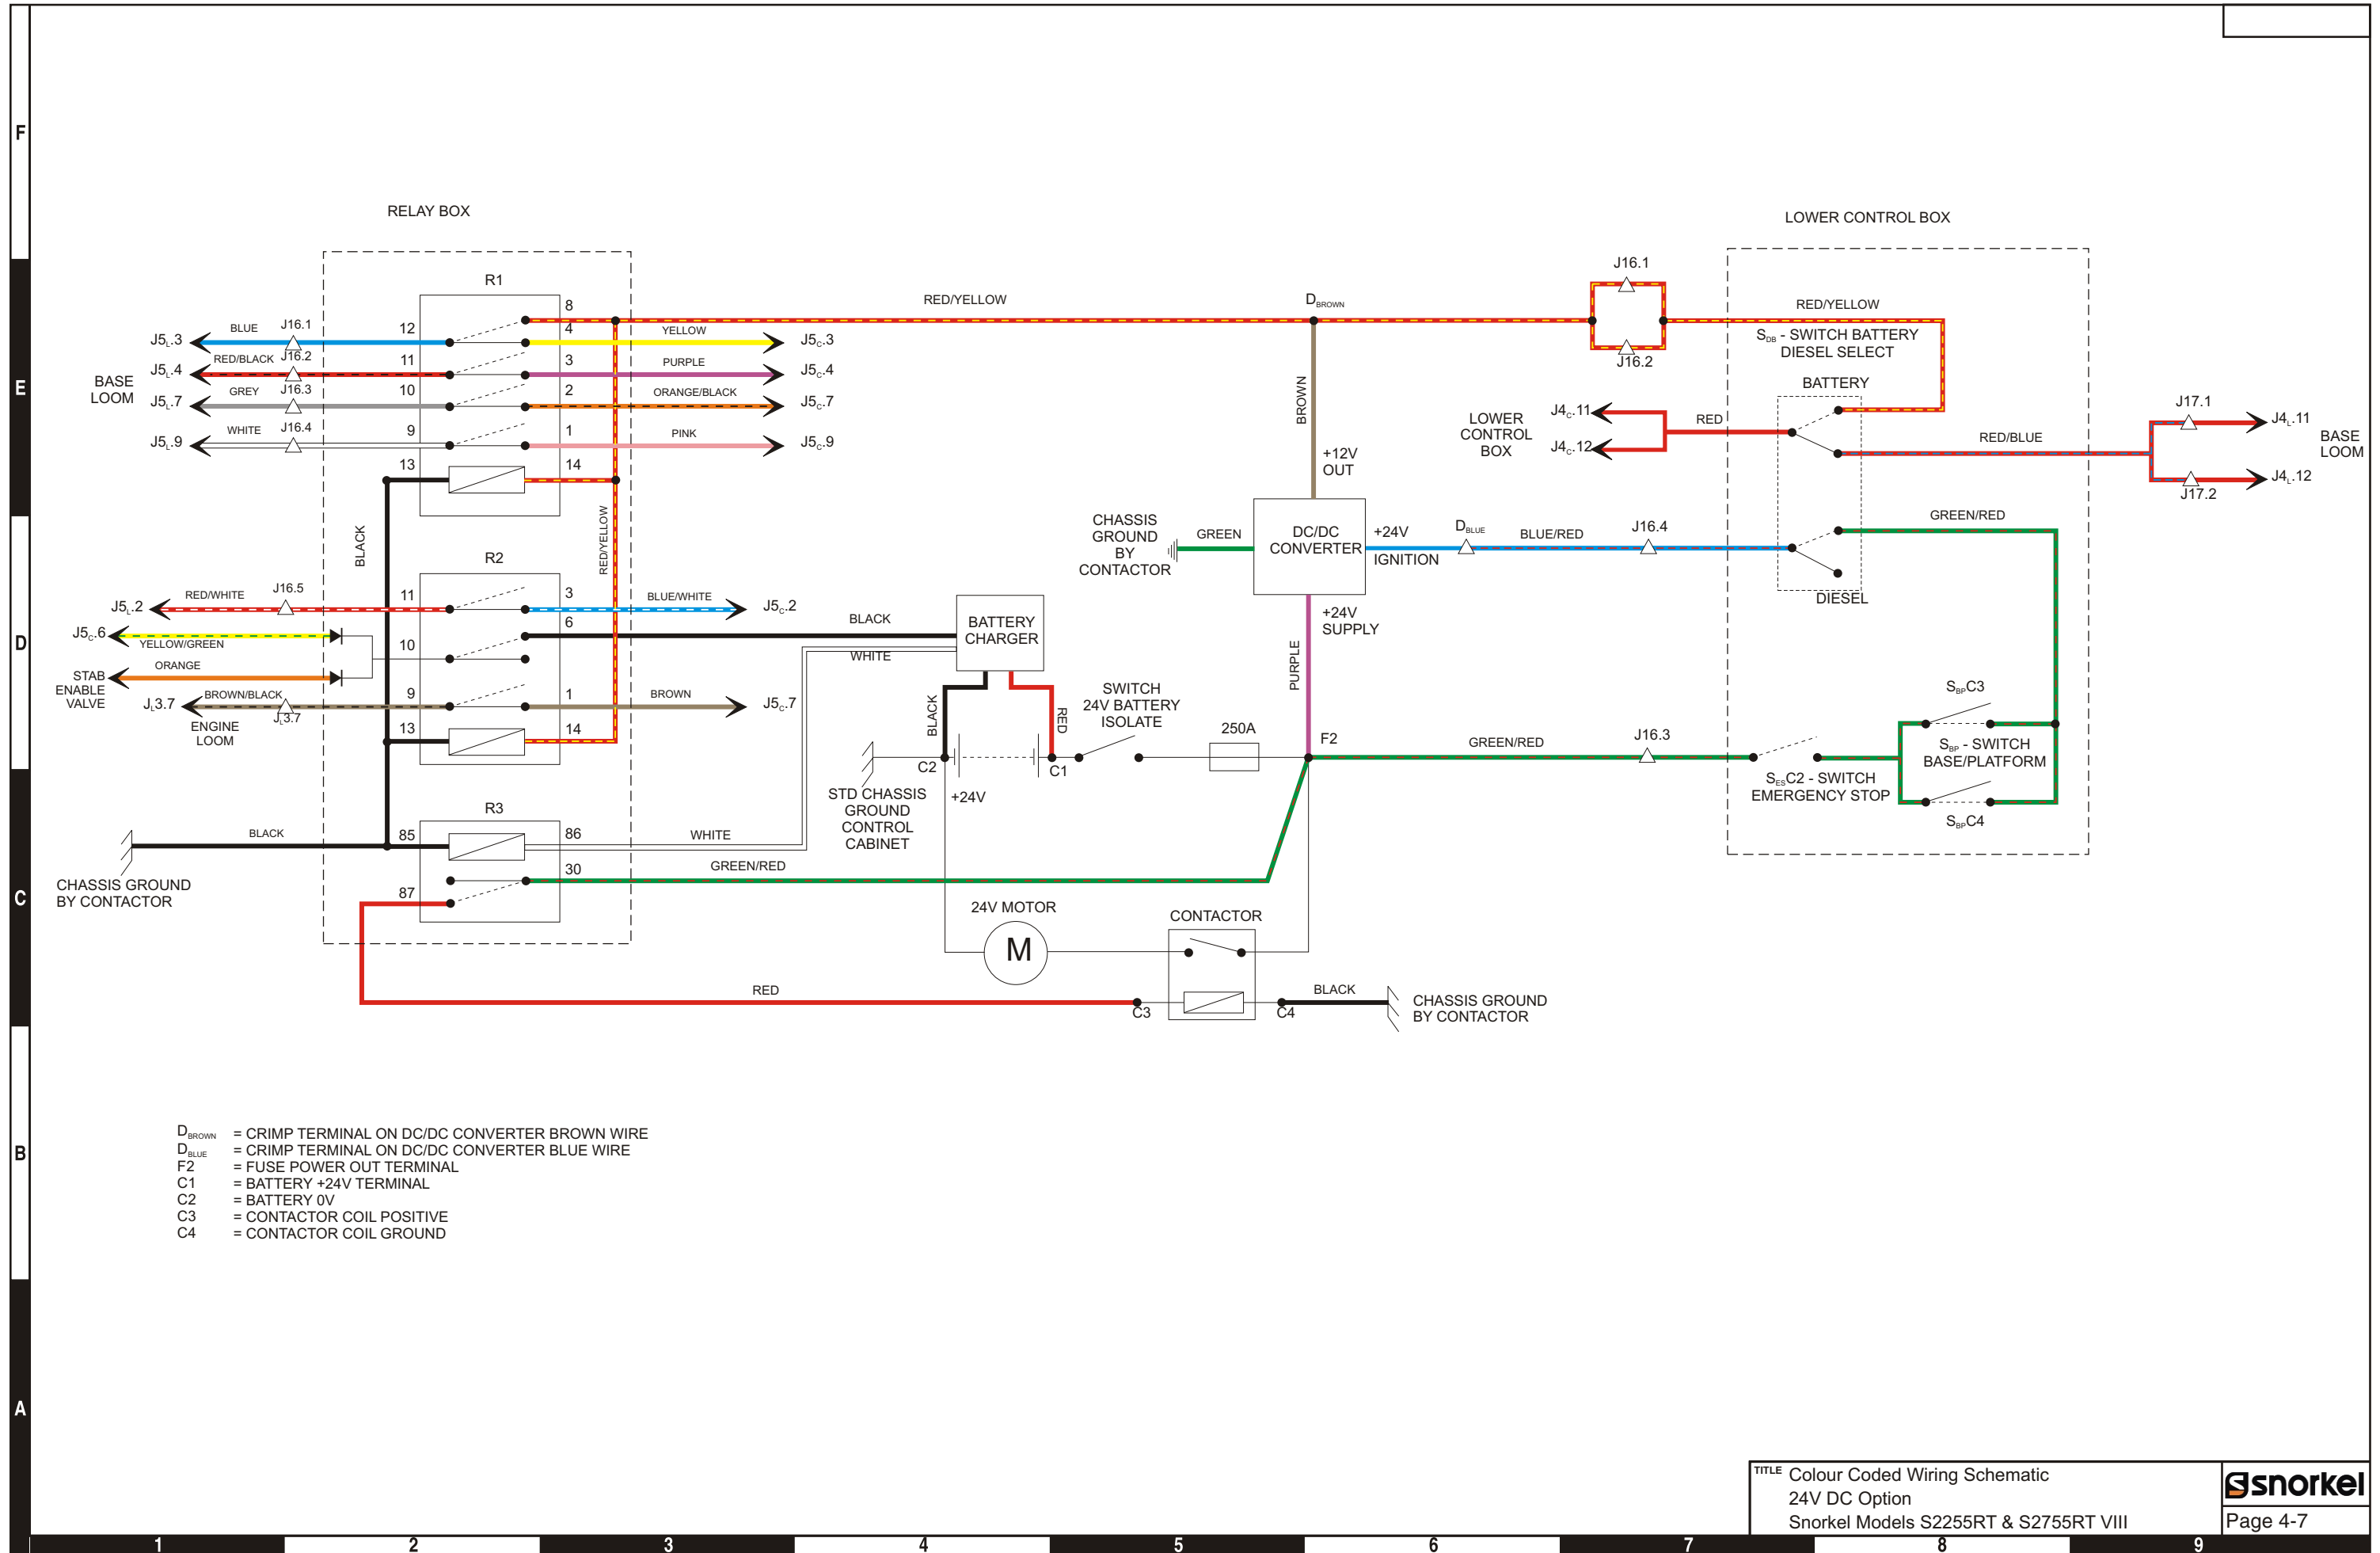 F
E
D
C
B
A
RELAY BOX
LOWER CONTROL BOX
R1
8
4
3
2
1
12
11
10
9
13
14
BLUE
J16.1
J5L.3
RED/BLACK
J16.2
J5L.4
GREY
J16.3
J5L.7
WHITE
J16.4
J5L.9
BASE
LOOM
YELLOW
J5C.3
PURPLE
J5C.4
ORANGE/BLACK
J5C.7
PINK
J5C.9
RED/YELLOW
DBROWN
J16.1
J16.2
RED/YELLOW
SDB - SWITCH BATTERY
DIESEL SELECT
BATTERY
BROWN
+12V
OUT
LOWER
CONTROL
BOX
J4C.11
J4C.12
RED
RED/BLUE
J17.1
J17.2
J4L.11
J4L.12
BASE
LOOM
BLACK
RED/YELLOW
CHASSIS
GROUND
BY
CONTACTOR
GREEN
DC/DC
CONVERTER
+24V
IGNITION
DBLUE
BLUE/RED
J16.4
GREEN/RED
DIESEL
+24V
SUPPLY
PURPLE
R2
11
10
9
13
3
6
1
14
J5L.2
RED/WHITE
J16.5
J5C.6
YELLOW/GREEN
ORANGE
STAB
ENABLE
VALVE
JL3.7
BROWN/BLACK
JL3.7
ENGINE
LOOM
BLUE/WHITE
J5C.2
BLACK
WHITE
BROWN
J5C.7
BATTERY
CHARGER
BLACK
RED
SWITCH
24V BATTERY
ISOLATE
250A
F2
C2
C1
+24V
STD CHASSIS
GROUND
CONTROL
CABINET
GREEN/RED
J16.3
SESC2 - SWITCH
EMERGENCY STOP
SBPC3
SBP - SWITCH
BASE/PLATFORM
SBPC4
R3
85
86
30
87
BLACK
CHASSIS GROUND
BY CONTACTOR
WHITE
GREEN/RED
24V MOTOR
M
CONTACTOR
RED
C3
C4
BLACK
CHASSIS GROUND
BY CONTACTOR
DBROWN = CRIMP TERMINAL ON DC/DC CONVERTER BROWN WIRE
DBLUE = CRIMP TERMINAL ON DC/DC CONVERTER BLUE WIRE
F2 = FUSE POWER OUT TERMINAL
C1 = BATTERY +24V TERMINAL
C2 = BATTERY 0V
C3 = CONTACTOR COIL POSITIVE
C4 = CONTACTOR COIL GROUND
TITLE Colour Coded Wiring Schematic
24V DC Option
Snorkel Models S2255RT & S2755RT VIII
snorkel
Page 4-7
1 2 3 4 5 6 7 8 9